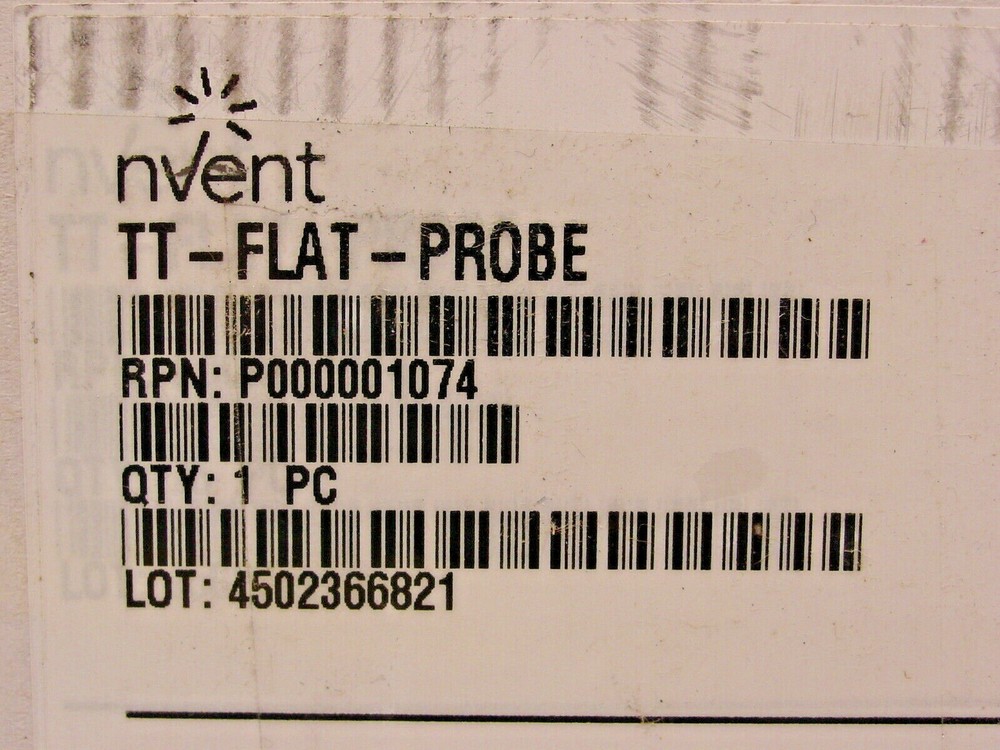 nvent
TT-FLAT-PROBE
RPN: P000001074
QTY: 1 PC
LOT: 4502366821